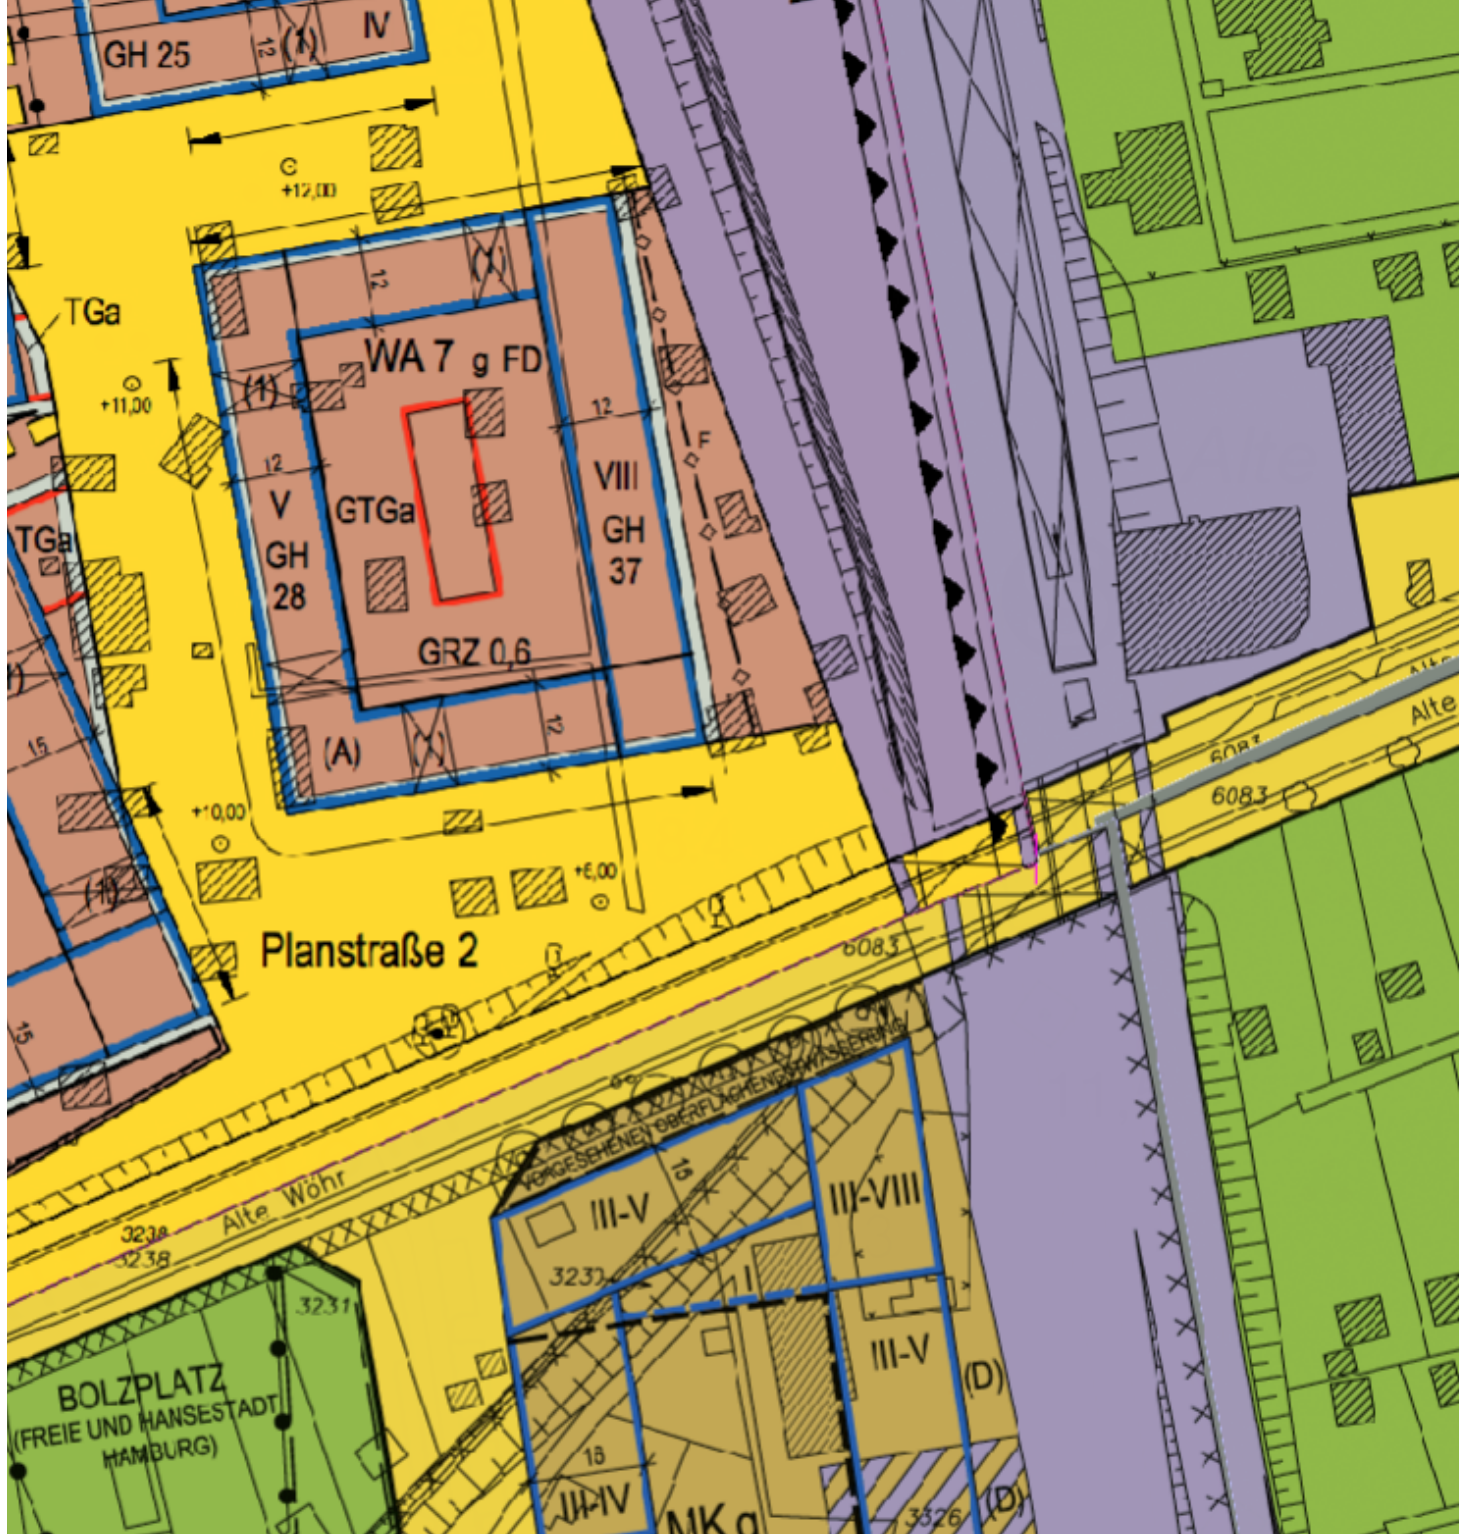 GH 25
12
(1)
IV
+12,00
TGa
+11,00
12
(1)
WA 7 g FD
(1)
12
12
V
GH
28
GTGa
VIII
GH
37
F
TGa
GRZ 0,6
15
(A)
12
+10,00
(1)
+6,00
Planstraße 2
15
6083
6083
6083
Alte
Alte
VORGESEHENEN OBERFLÄCHENENTWÄSSERUNG
Alte Wöhr
3238
3238
3231
18
III-V
III-VIII
I
III-V
(D)
BOLZPLATZ
(FREIE UND HANSESTADT
HAMBURG)
18
III-IV
MK g
3326
(D)